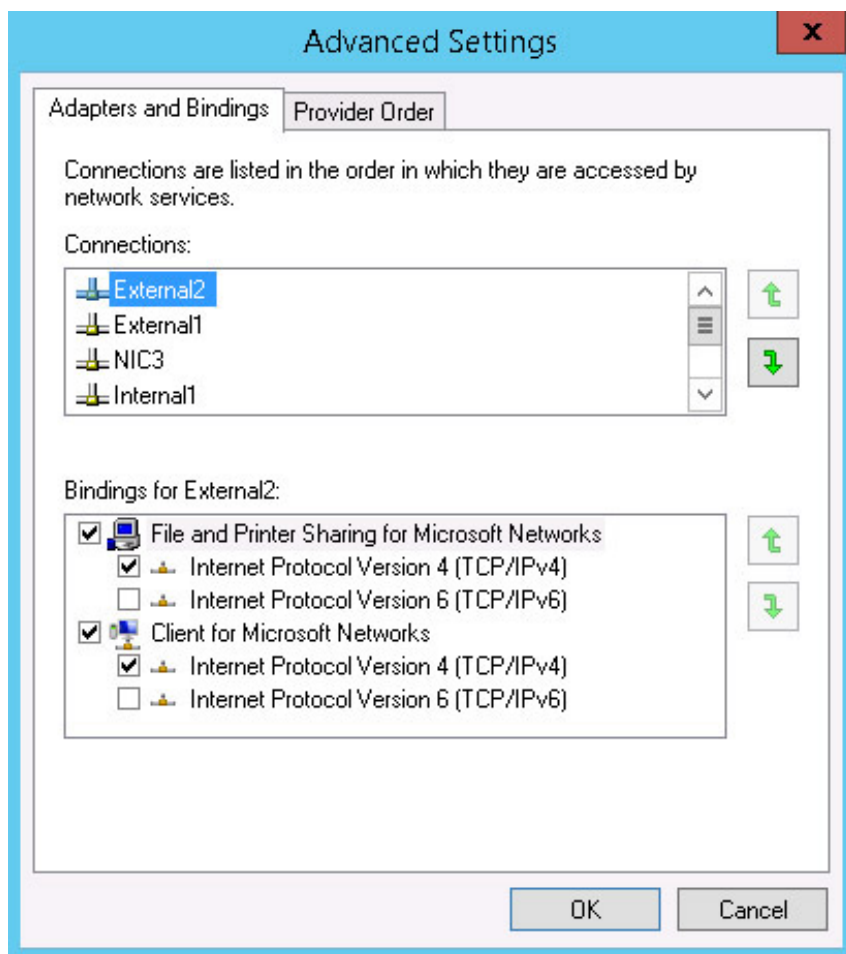 Advanced Settings
x
Adapters and Bindings
Provider Order
Connections are listed in the order in which they are accessed by
network services.
Connections:
External2
External1
NIC3
Internal1
Bindings for External2:
File and Printer Sharing for Microsoft Networks
Internet Protocol Version 4 (TCP/IPv4)
Internet Protocol Version 6 (TCP/IPv6)
Client for Microsoft Networks
Internet Protocol Version 4 (TCP/IPv4)
Internet Protocol Version 6 (TCP/IPv6)
OK
Cancel